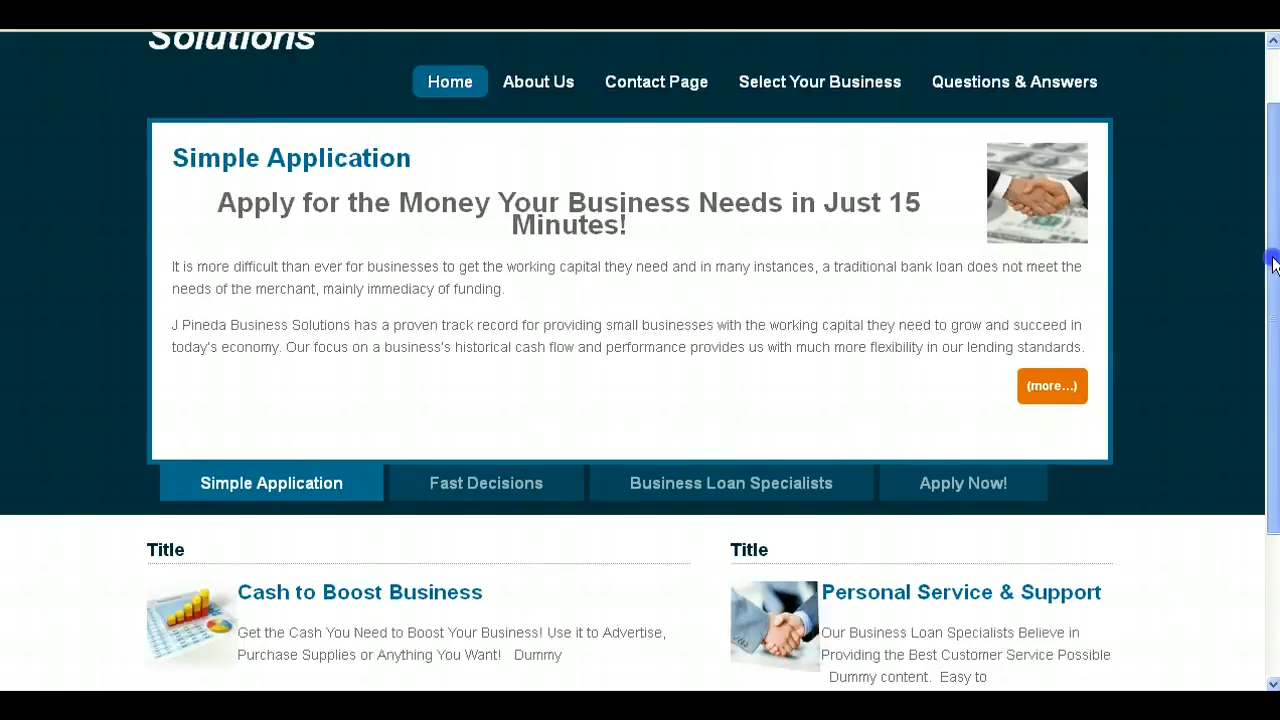 Solutions
Home About Us Contact Page Select Your Business Questions & Answers
Simple Application
Apply for the Money Your Business Needs in Just 15
Minutes!
It is more difficult than ever for businesses to get the working capital they need and in many instances, a traditional bank loan does not meet the
needs of the merchant, mainly immediacy of funding.
J Pineda Business Solutions has a proven track record for providing small businesses with the working capital they need to grow and succeed in
today's economy. Our focus on a business's historical cash flow and performance provides us with much more flexibility in our lending standards.
(more...)
Simple Application Fast Decisions Business Loan Specialists Apply Now!
Title
Cash to Boost Business
Get the Cash You Need to Boost Your Business! Use it to Advertise,
Purchase Supplies or Anything You Want! Dummy
Title
Personal Service & Support
Our Business Loan Specialists Believe in
Providing the Best Customer Service Possible
Dummy content. Easy to